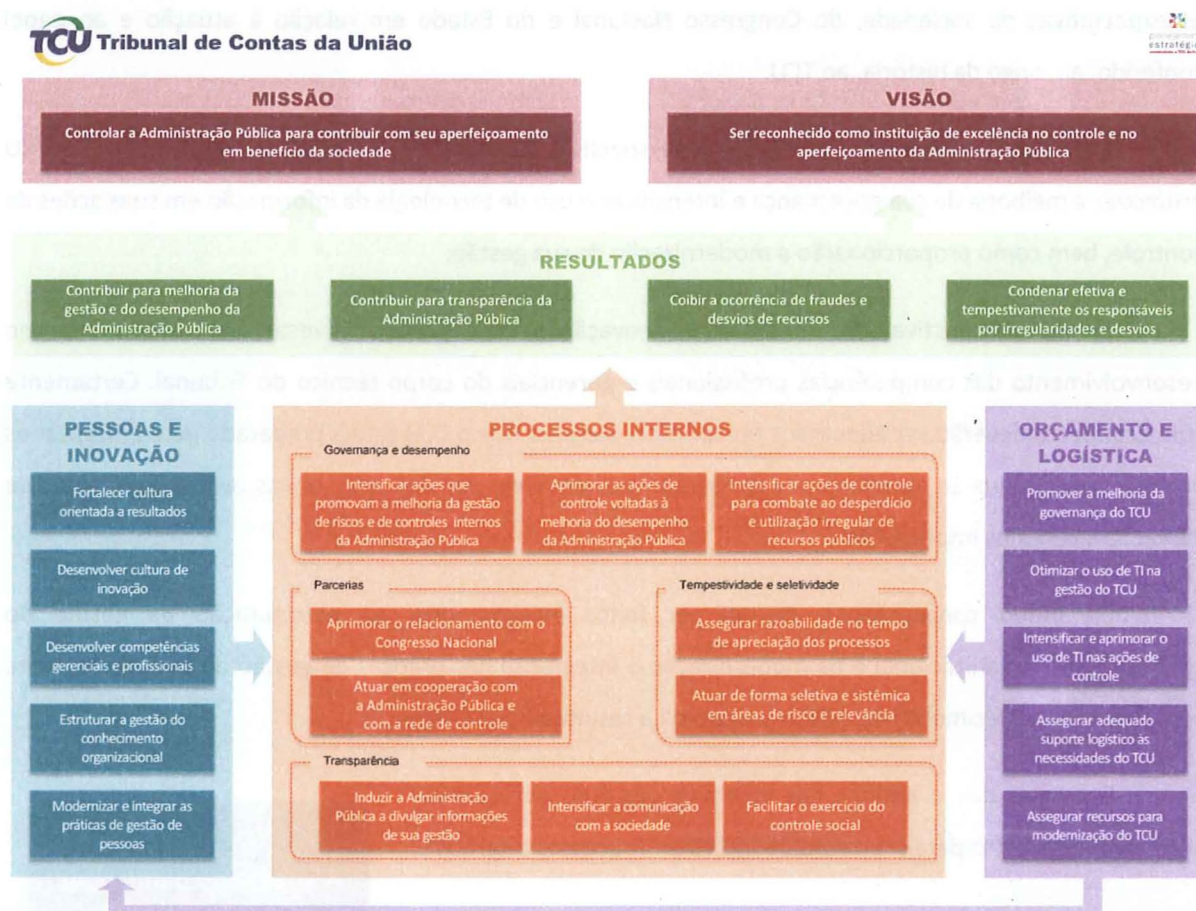 TCU Tribunal de Contas da União
estratégi
MISSÃO
Controlar a Administração Pública para contribuir com seu aperfeiçoamento
em benefício da sociedade
VISÃO
Ser reconhecido como instituição de excelência no controle e no
aperfeiçoamento da Administração Pública
RESULTADOS
Contribuir para melhoria da
gestão e do desempenho da
Administração Pública
Contribuir para transparência da
Administração Pública
Coibir a ocorrência de fraudes e
desvios de recursos
Condenar efetiva e
tempestivamente os responsáveis
por irregularidades e desvios
PESSOAS E
INOVAÇÃO
Fortalecer cultura
orientada a resultados
Desenvolver cultura de
inovação
Desenvolver competências
gerenciais e profissionais
Estruturar a gestão do
conhecimento
organizacional
Modernizar e integrar as
práticas de gestão de
pessoas
PROCESSOS INTERNOS
Governança e desempenho
Intensificar ações que
promovam a melhoria da gestão
de riscos e de controles internos
da Administração Pública
Aprimorar as ações de
controle voltadas à
melhoria do desempenho
da Administração Pública
Intensificar ações de controle
para combate ao desperdício
e utilização irregular de
recursos públicos
Parcerias
Aprimorar o relacionamento com o
Congresso Nacional
Atuar em cooperação com
a Administração Pública e
com a rede de controle
Tempestividade e seletividade
Assegurar razoabilidade no tempo
de apreciação dos processos
Atuar de forma seletiva e sistêmica
em áreas de risco e relevância
Transparência
Induzir a Administração
Pública a divulgar informações
de sua gestão
Intensificar a comunicação
com a sociedade
Facilitar o exercício do
controle social
ORÇAMENTO E
LOGÍSTICA
Promover a melhoria da
governança do TCU
Otimizar o uso de TI na
gestão do TCU
Intensificar e aprimorar o
uso de TI nas ações de
controle
Assegurar adequado
suporte logístico às
necessidades do TCU
Assegurar recursos para
modernização do TCU